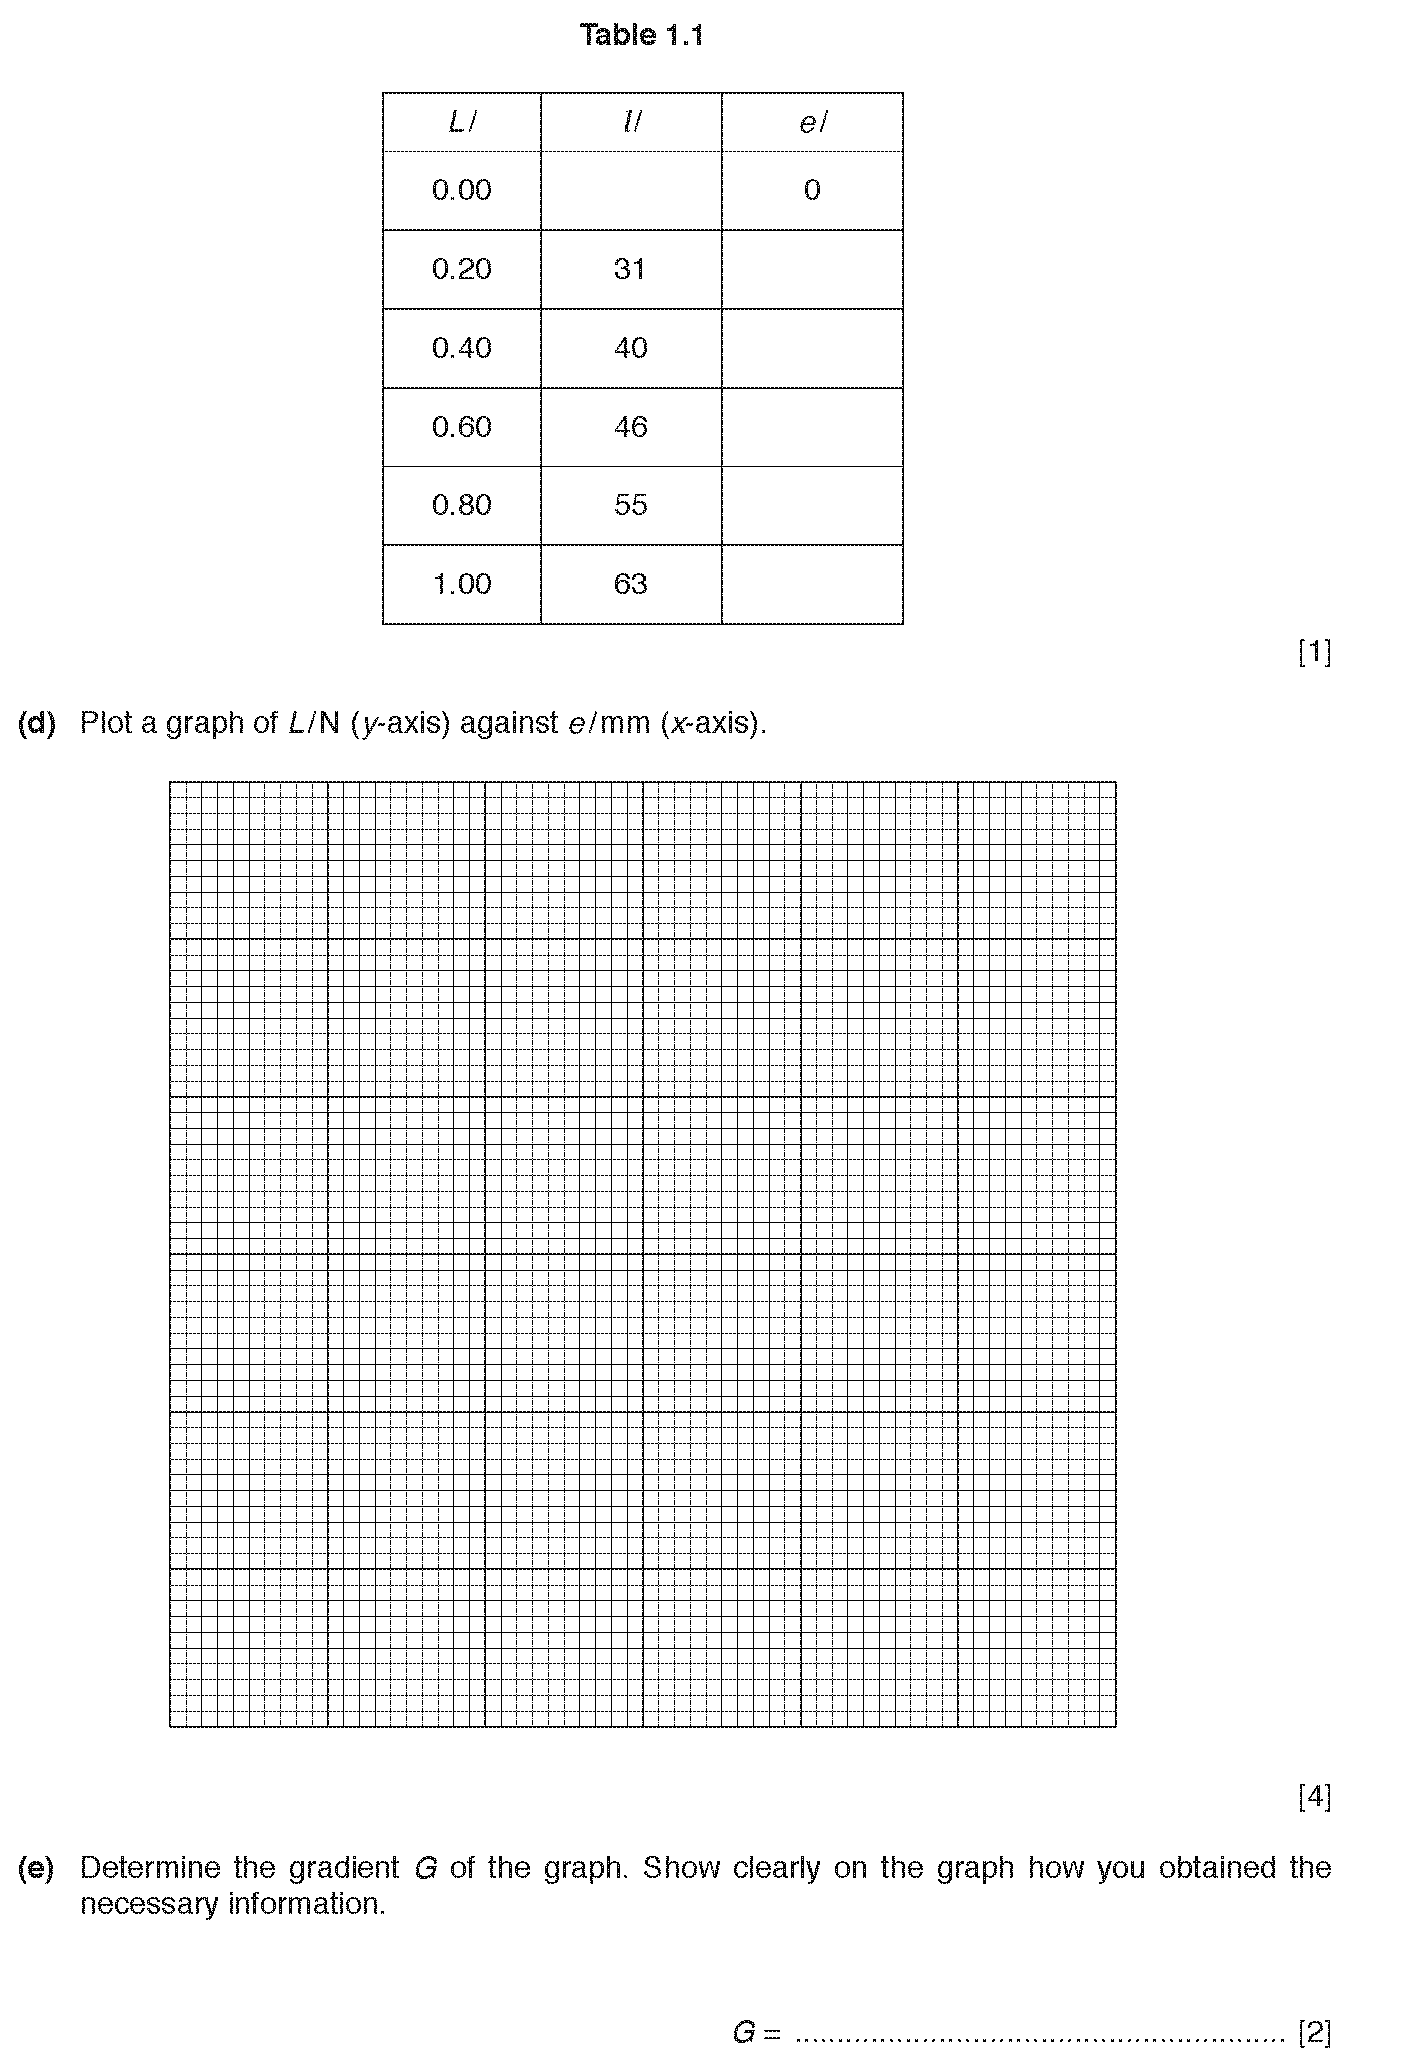 Table 1.1
L/ l/ e/
0.00 0
0.20 31
0.40 40
0.60 46
0.80 55
1.00 63
[1]
(d) Plot a graph of L/N (y-axis) against e/mm (x-axis).
[4]
(e) Determine the gradient G of the graph. Show clearly on the graph how you obtained the
necessary information.
G = ........................................................... [2]